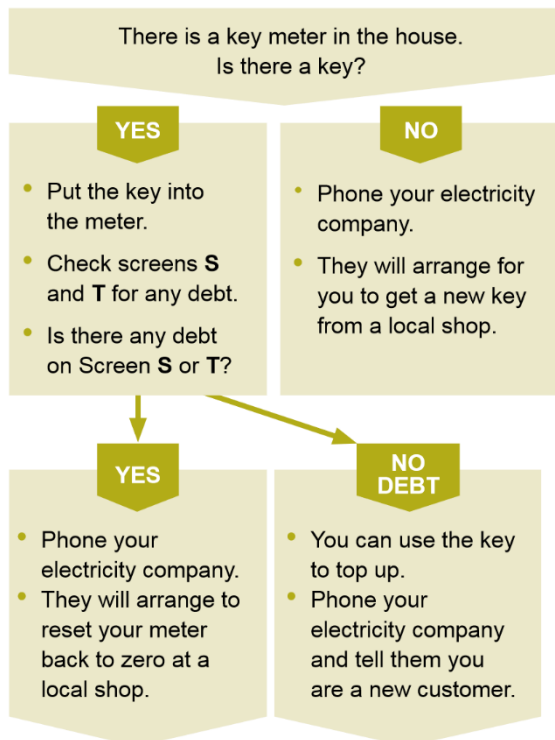 There is a key meter in the house.
Is there a key?
YES
• Put the key into
the meter.
• Check screens S
and T for any debt.
• Is there any debt
on Screen S or T?
NO
• Phone your electricity
company.
• They will arrange for
you to get a new key
from a local shop.
YES
• Phone your
electricity company.
• They will arrange to
reset your meter
back to zero at a
local shop.
NO
DEBT
• You can use the key
to top up.
• Phone your
electricity company
and tell them you
are a new customer.